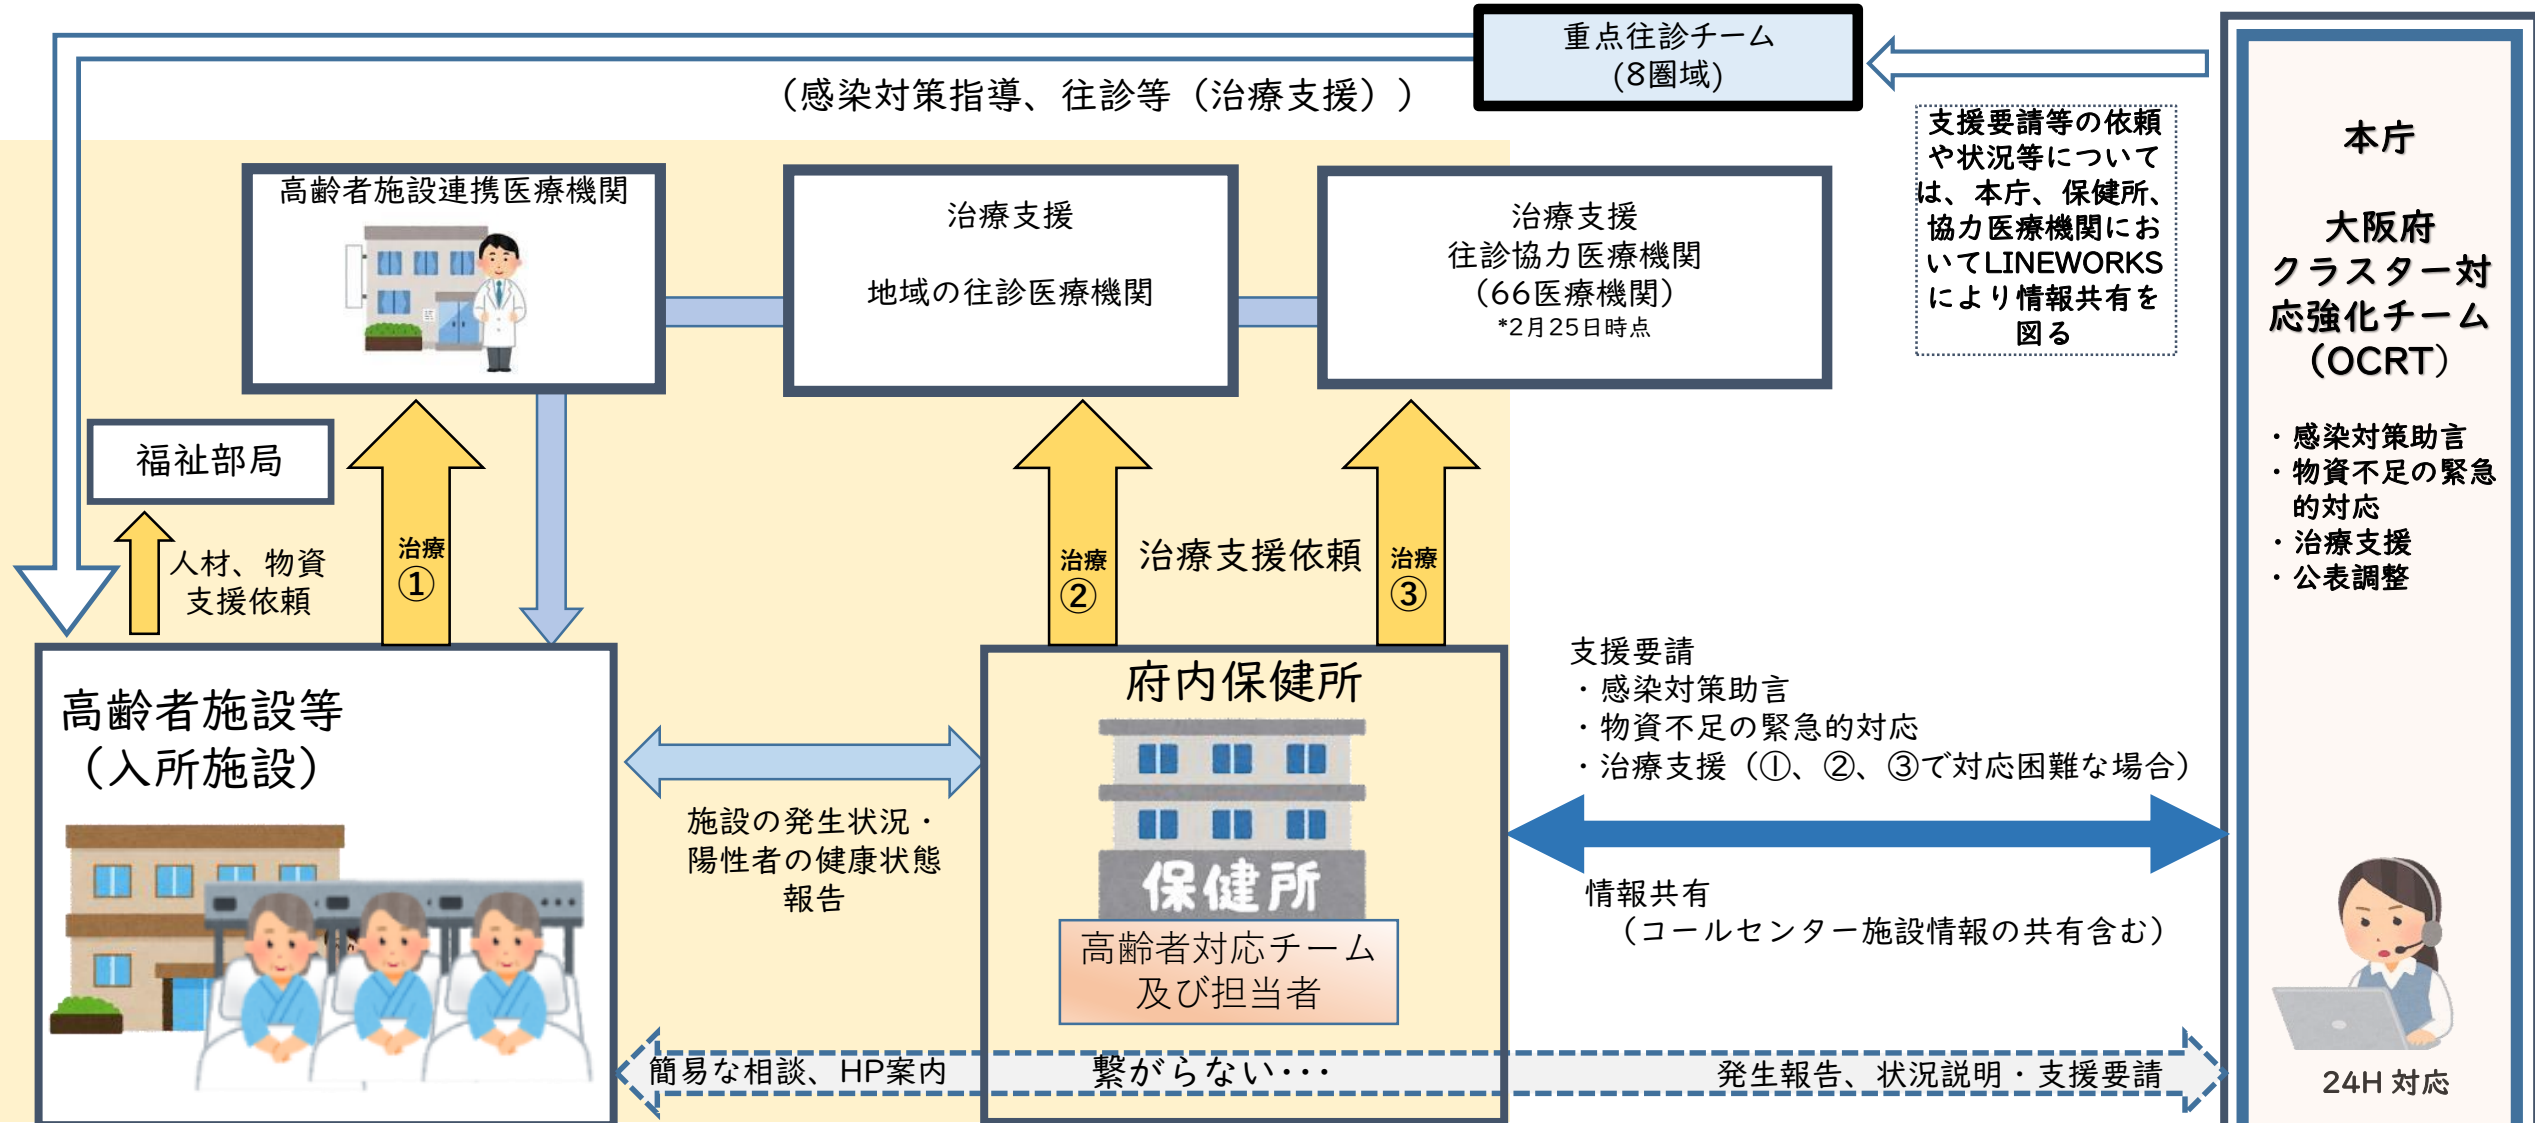 重点往診チーム
(8圏域)
（感染対策指導、往診等（治療支援））
支援要請等の依頼
や状況等について
は、本庁、保健所、
協力医療機関にお
いてLINEWORKS
により情報共有を
図る
本庁
大阪府
クラスター対
応強化チーム
（OCRT）
・感染対策助言
・物資不足の緊急
的対応
・治療支援
・公表調整
24H 対応
高齢者施設連携医療機関
治療支援
地域の往診医療機関
治療支援
往診協力医療機関
（66医療機関）
*2月25日時点
福祉部局
人材、物資
支援依頼
治療
①
治療
②
治療支援依頼
治療
③
高齢者施設等
（入所施設）
施設の発生状況・
陽性者の健康状態
報告
府内保健所
保健所
高齢者対応チーム
及び担当者
支援要請
・感染対策助言
・物資不足の緊急的対応
・治療支援（①、②、③で対応困難な場合）
情報共有
（コールセンター施設情報の共有含む）
簡易な相談、HP案内
繋がらない･･･
発生報告、状況説明・支援要請